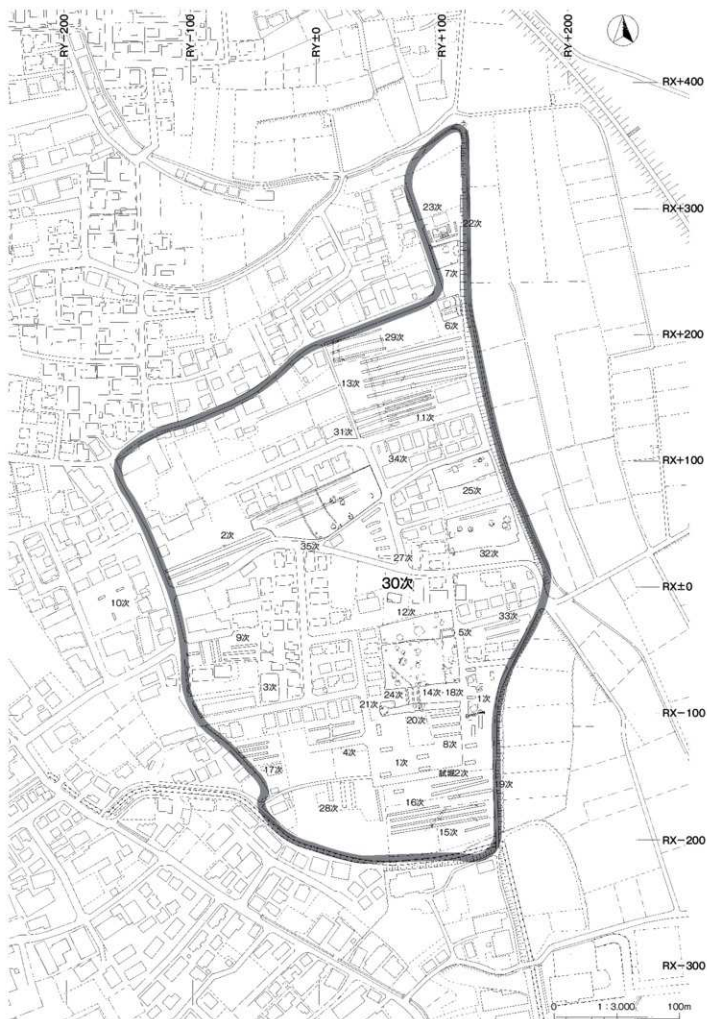 RY-200
RY-100
RY±0
RY+100
RY+200
RX+400
23次
22次
RX+300
7次
6次
29次
RX+200
13次
11次
31次
34次
RX+100
25次
2次
35次
27次
32次
30次
RX±0
10次
12次
33次
9次
5次
3次
24次
14次・18次
1次
21次
20次
RX-100
8次
4次
1次
17次
試掘2次
19次
28次
16次
15次
RX-200
RX-300
0 1:3,000 100m